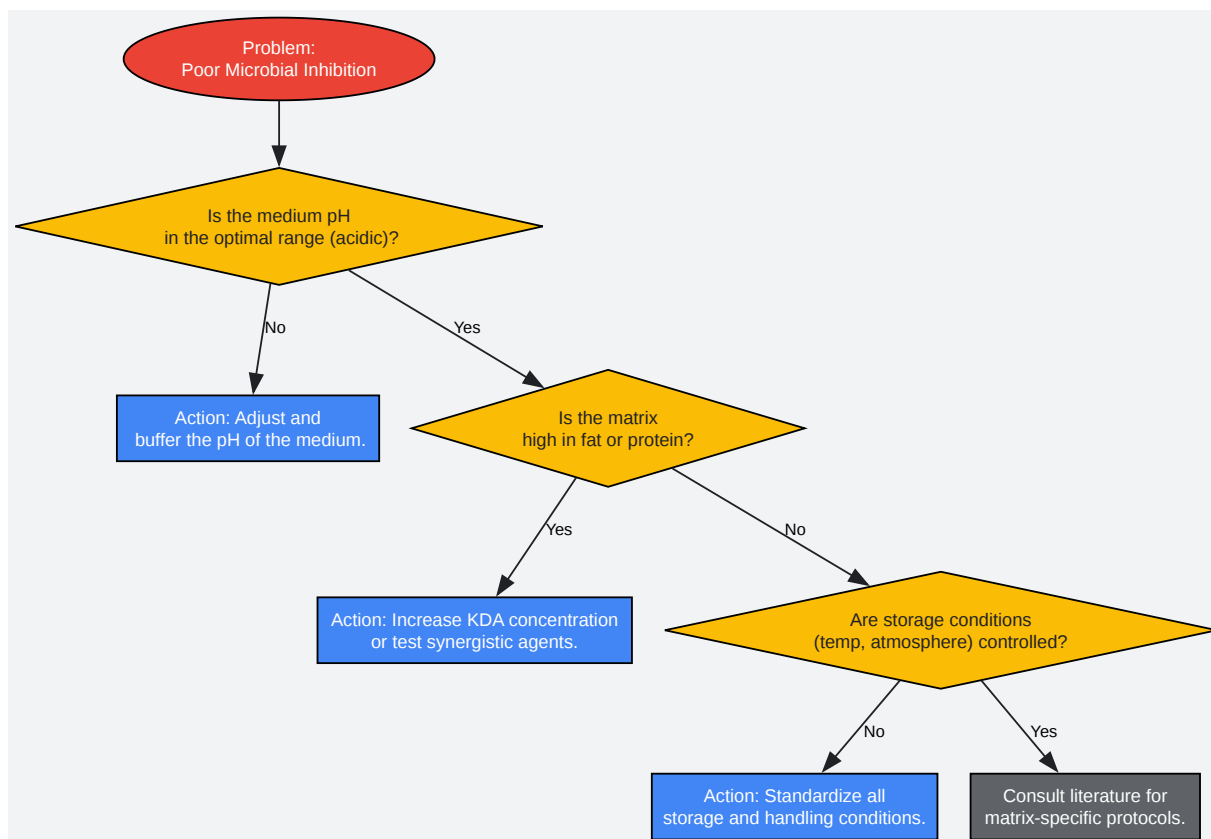 Problem:
Poor Microbial Inhibition
Is the medium pH
in the optimal range (acidic)?
No
Yes
Action: Adjust and
buffer the pH of the medium.
Is the matrix
high in fat or protein?
Yes
No
Action: Increase KDA concentration
or test synergistic agents.
Are storage conditions
(temp, atmosphere) controlled?
No
Yes
Action: Standardize all
storage and handling conditions.
Consult literature for
matrix-specific protocols.